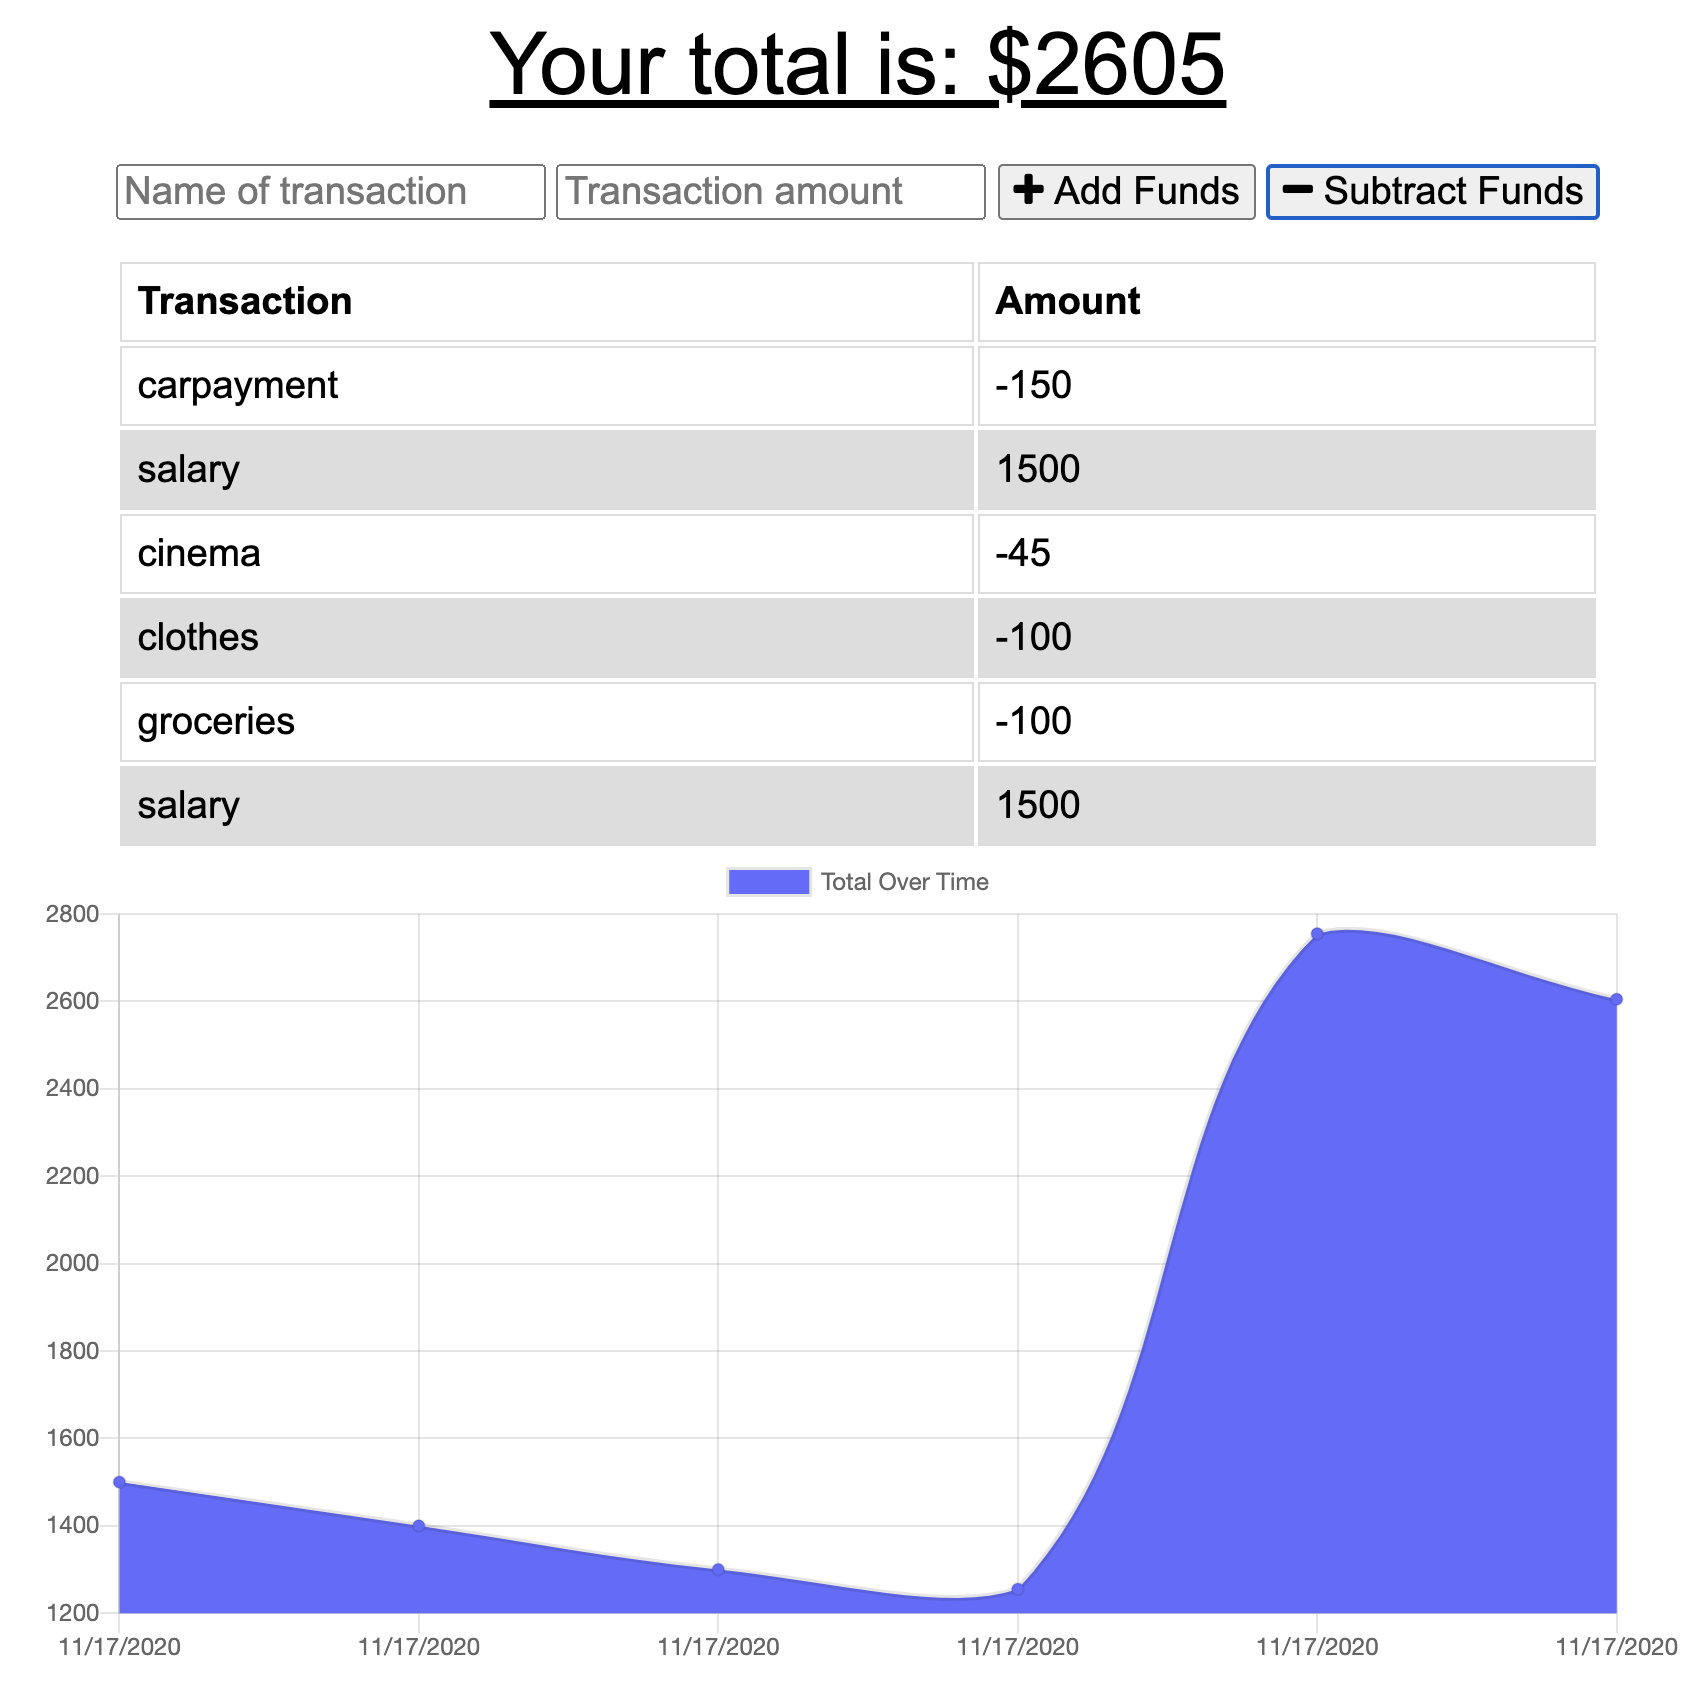 Your total is: $2605
Name of transaction Transaction amount Add Funds Subtract Funds
Transaction Amount
carpayment -150
salary 1500
cinema -45
clothes -100
groceries -100
salary 1500
Total Over Time
2800
2600
2400
2200
2000
1800
1600
1400
1200
11/17/2020 11/17/2020 11/17/2020 11/17/2020 11/17/2020 11/17/2020